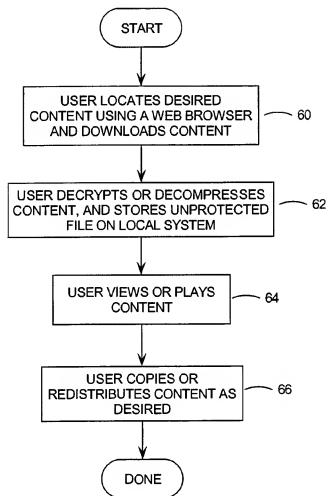 START
USER LOCATES DESIRED
CONTENT USING A WEB BROWSER
AND DOWNLOADS CONTENT
60
USER DECRYPTS OR DECOMPRESSES
CONTENT, AND STORES UNPROTECTED
FILE ON LOCAL SYSTEM
62
USER VIEWS OR PLAYS
CONTENT
64
USER COPIES OR
REDISTRIBUTES CONTENT AS
DESIRED
66
DONE